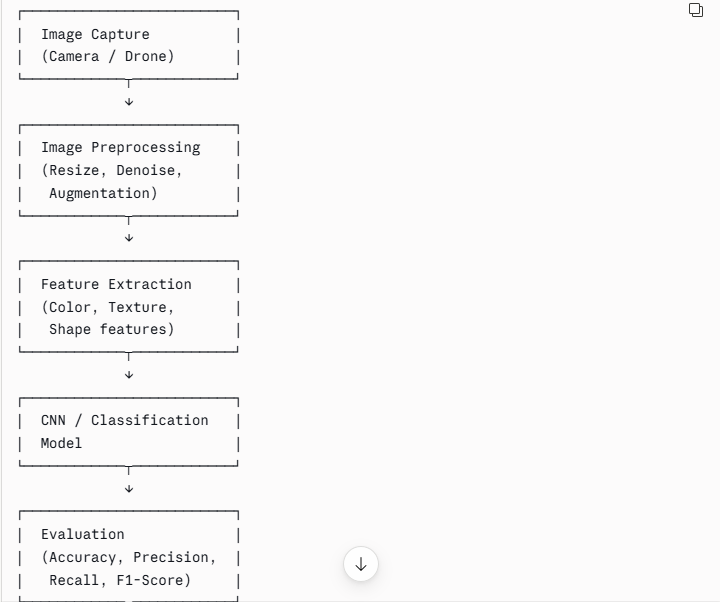 Image Capture
(Camera / Drone)
↓
Image Preprocessing
(Resize, Denoise,
Augmentation)
↓
Feature Extraction
(Color, Texture,
Shape features)
↓
CNN / Classification
Model
↓
Evaluation
(Accuracy, Precision,
Recall, F1-Score)